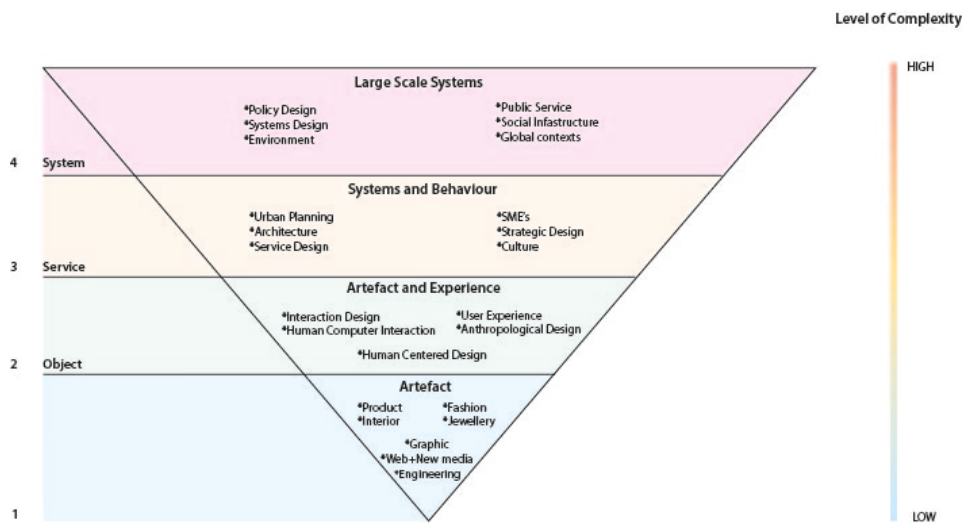 Level of Complexity
HIGH
Large Scale Systems
*Policy Design
*Systems Design
*Environment
*Public Service
*Social Infastructure
*Global contexts
4 System
Systems and Behaviour
*Urban Planning
*Architecture
*Service Design
*SME's
*Strategic Design
*Culture
3 Service
Artefact and Experience
*Interaction Design
*Human Computer Interaction
*User Experience
*Anthropological Design
*Human Centered Design
2 Object
Artefact
*Product
*Interior
*Fashion
*Jewellery
*Graphic
*Web+New media
*Engineering
1
LOW